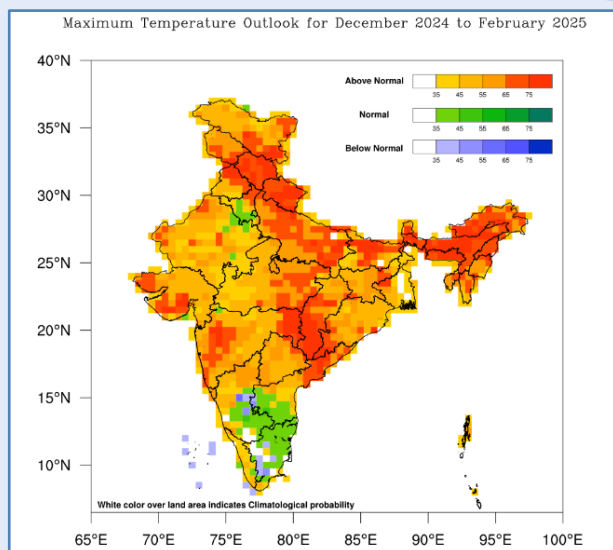 Maximum Temperature Outlook for December 2024 to February 2025
40°N
35°N
30°N
25°N
20°N
15°N
10°N
Above Normal
35 45 55 65 75
Normal
35 45 55 65 75
Below Normal
35 45 55 65 75
White color over land area indicates Climatological probability
65°E 70°E 75°E 80°E 85°E 90°E 95°E 100°E